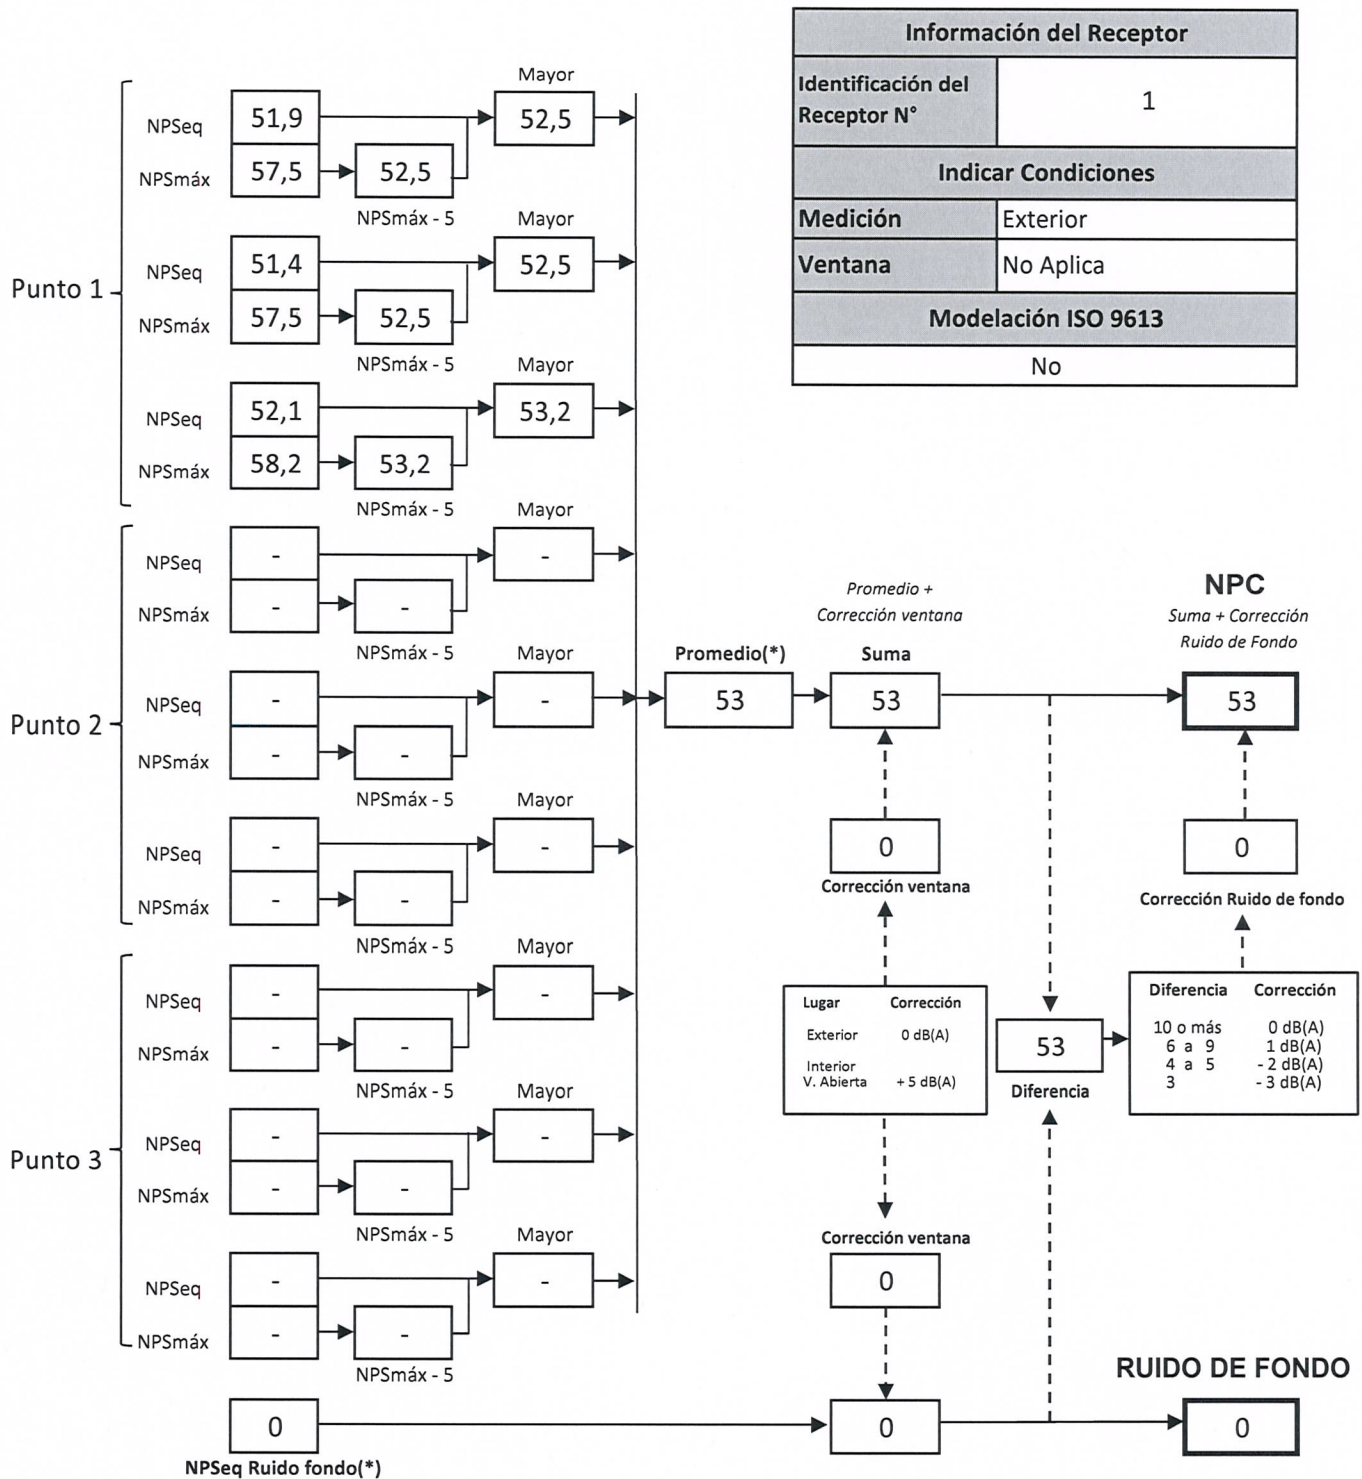 Información del Receptor
Identificación del Receptor N°
1
Indicar Condiciones
Medición Exterior
Ventana No Aplica
Modelación ISO 9613
No
Punto 1
Mayor
NPSeq 51,9 52,5
NPSmáx 57,5 52,5
NPSmáx - 5 Mayor
NPSeq 51,4 52,5
NPSmáx 57,5 52,5
NPSmáx - 5 Mayor
NPSeq 52,1 53,2
NPSmáx 58,2 53,2
NPSmáx - 5 Mayor
Punto 2
NPSeq - -
NPSmáx - -
NPSmáx - 5 Mayor
NPSeq - -
NPSmáx - -
NPSmáx - 5 Mayor
NPSeq - -
NPSmáx - -
NPSmáx - 5 Mayor
Punto 3
NPSeq - -
NPSmáx - -
NPSmáx - 5 Mayor
NPSeq - -
NPSmáx - -
NPSmáx - 5 Mayor
NPSeq - -
NPSmáx - -
NPSmáx - 5
0
NPSeq Ruido fondo(*)
Promedio(*)
53
Promedio +
Corrección ventana
Suma
53
0
Corrección ventana
Lugar Corrección
Exterior 0 dB(A)
Interior
V. Abierta + 5 dB(A)
Corrección ventana
0
0
53
Diferencia
NPC
Suma + Corrección
Ruido de Fondo
53
0
Corrección Ruido de fondo
Diferencia Corrección
10 o más 0 dB(A)
6 a 9 1 dB(A)
4 a 5 - 2 dB(A)
3 - 3 dB(A)
RUIDO DE FONDO
0